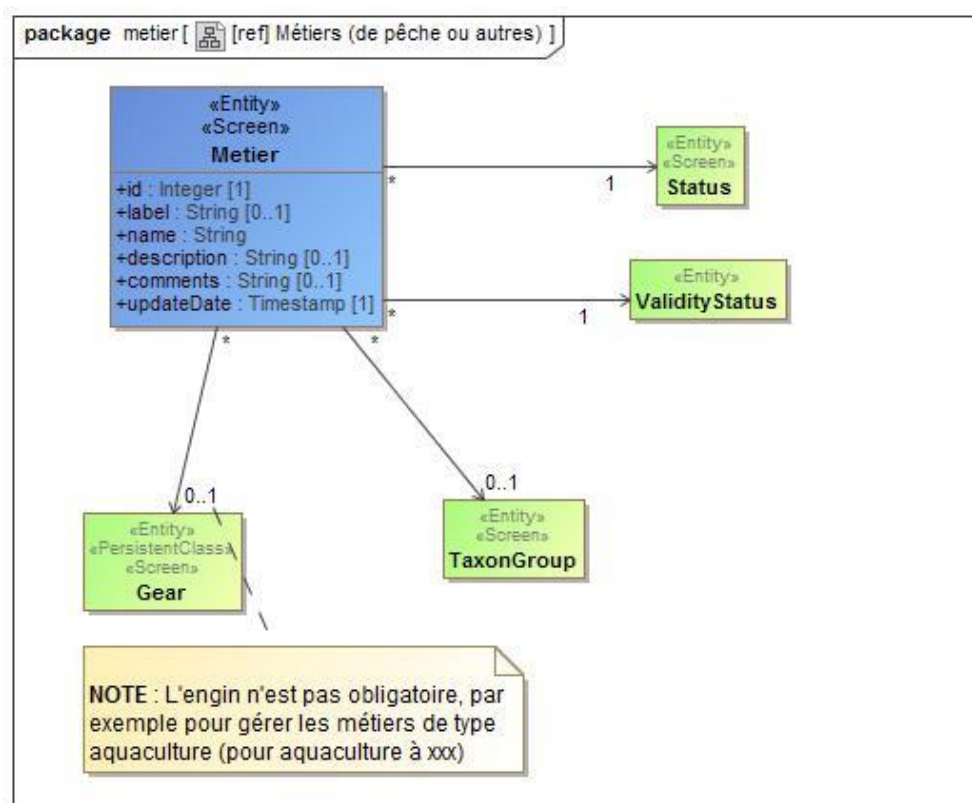 package metier [ [ref] Métiers (de pêche ou autres) ]
«Entity»
«Screen»
Metier
+id : Integer [1]
+label : String [0..1]
+name : String
+description : String [0..1]
+comments : String [0..1]
+updateDate : Timestamp [1]
«Entity»
«Screen»
Status
*
1
«Entity»
ValidityStatus
*
1
*
*
0..1
0..1
«Entity»
«PersistentClass»
«Screen»
Gear
«Entity»
«Screen»
TaxonGroup
NOTE : L'engin n'est pas obligatoire, par
exemple pour gérer les métiers de type
aquaculture (pour aquaculture à xxx)